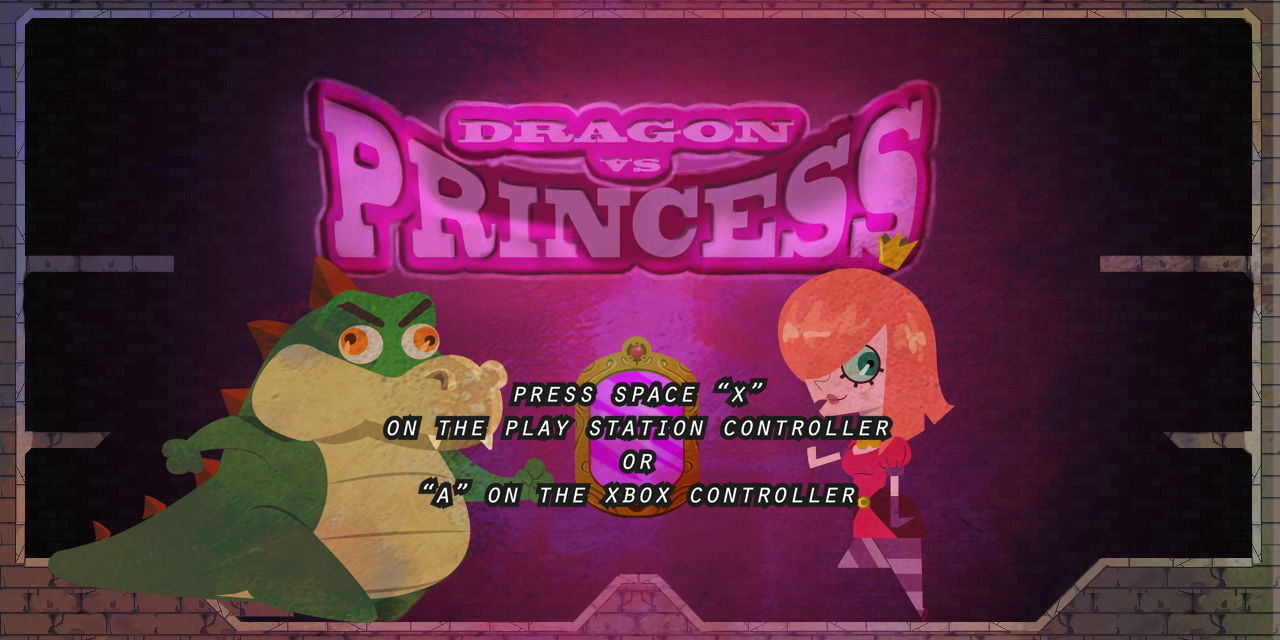 DRAGON
VS
PRINCESS
PRESS SPACE “X”
ON THE PLAY STATION CONTROLLER
OR
“A” ON THE XBOX CONTROLLER